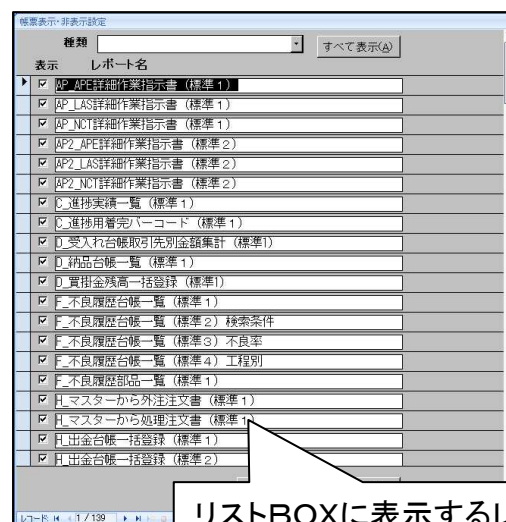 帳票表示・非表示設定
種類
すべて表示(A)
表示 レポート名
AP_APE詳細作業指示書（標準１）
AP_LAS詳細作業指示書（標準１）
AP_NCT詳細作業指示書（標準１）
AP2_APE詳細作業指示書（標準２）
AP2_LAS詳細作業指示書（標準２）
AP2_NCT詳細作業指示書（標準２）
C_進捗実績一覧（標準１）
C_進捗用着完バーコード（標準１）
D_受入れ台帳取引先別金額集計（標準1）
D_納品台帳一覧（標準１）
D_買掛金残高一括登録（標準1）
F_不良履歴台帳一覧（標準１）
F_不良履歴台帳一覧（標準２）検索条件
F_不良履歴台帳一覧（標準３）不良率
F_不良履歴台帳一覧（標準４）工程別
F_不良履歴部品一覧（標準１）
H_マスターから外注注文書（標準１）
H_マスターから処理注文書（標準１）
H_出金台帳一括登録（標準１）
H_出金台帳一括登録（標準２）
レコード: 1 / 139
リストＢＯＸに表示する